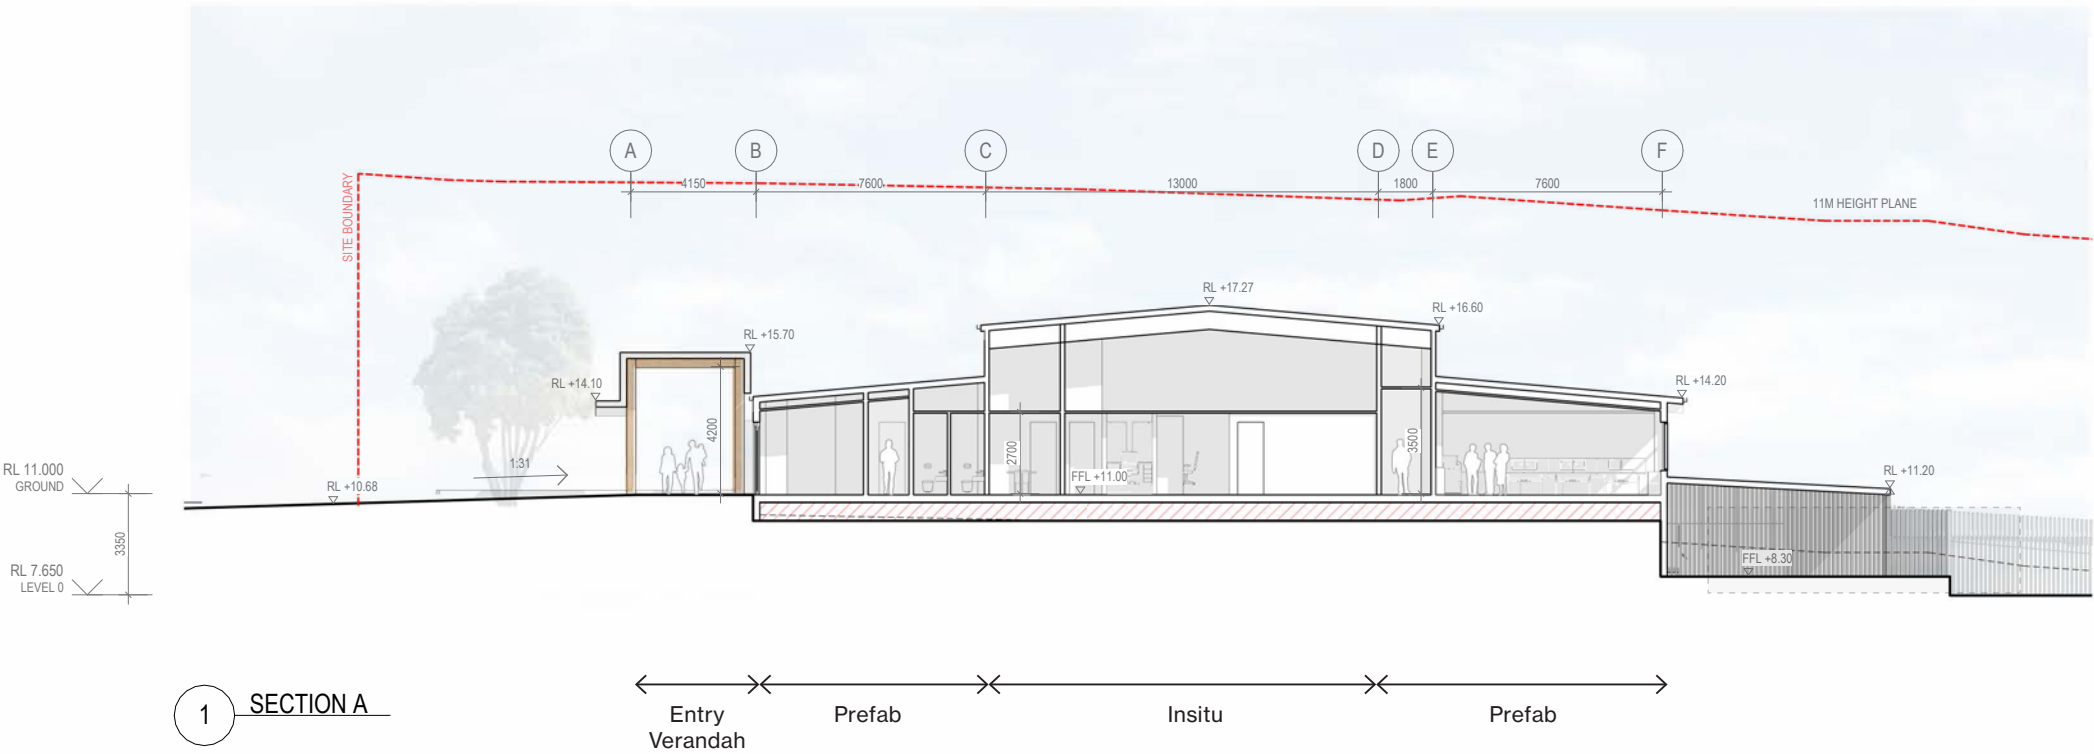 A
B
C
D
E
F
4150
7600
13000
1800
7600
SITE BOUNDARY
11M HEIGHT PLANE
RL +17.27
RL +16.60
RL +15.70
RL +14.10
RL +14.20
4200
2700
3500
1:31
RL 11.000
GROUND
RL +10.68
FFL +11.00
RL +11.20
3350
FFL +8.30
RL 7.650
LEVEL 0
1
SECTION A
Entry
Verandah
Prefab
Insitu
Prefab